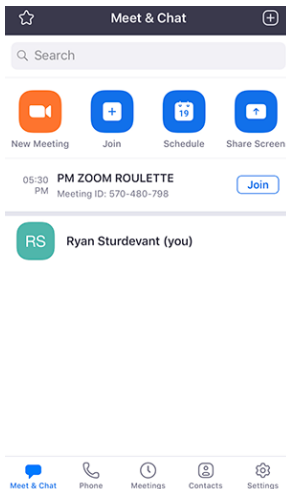 Meet & Chat
Search
New Meeting
Join
19
Schedule
Share Screen
05:30 PM
PM ZOOM ROULETTE
Meeting ID: 570-480-798
Join
RS
Ryan Sturdevant (you)
Meet & Chat
Phone
Meetings
Contacts
Settings